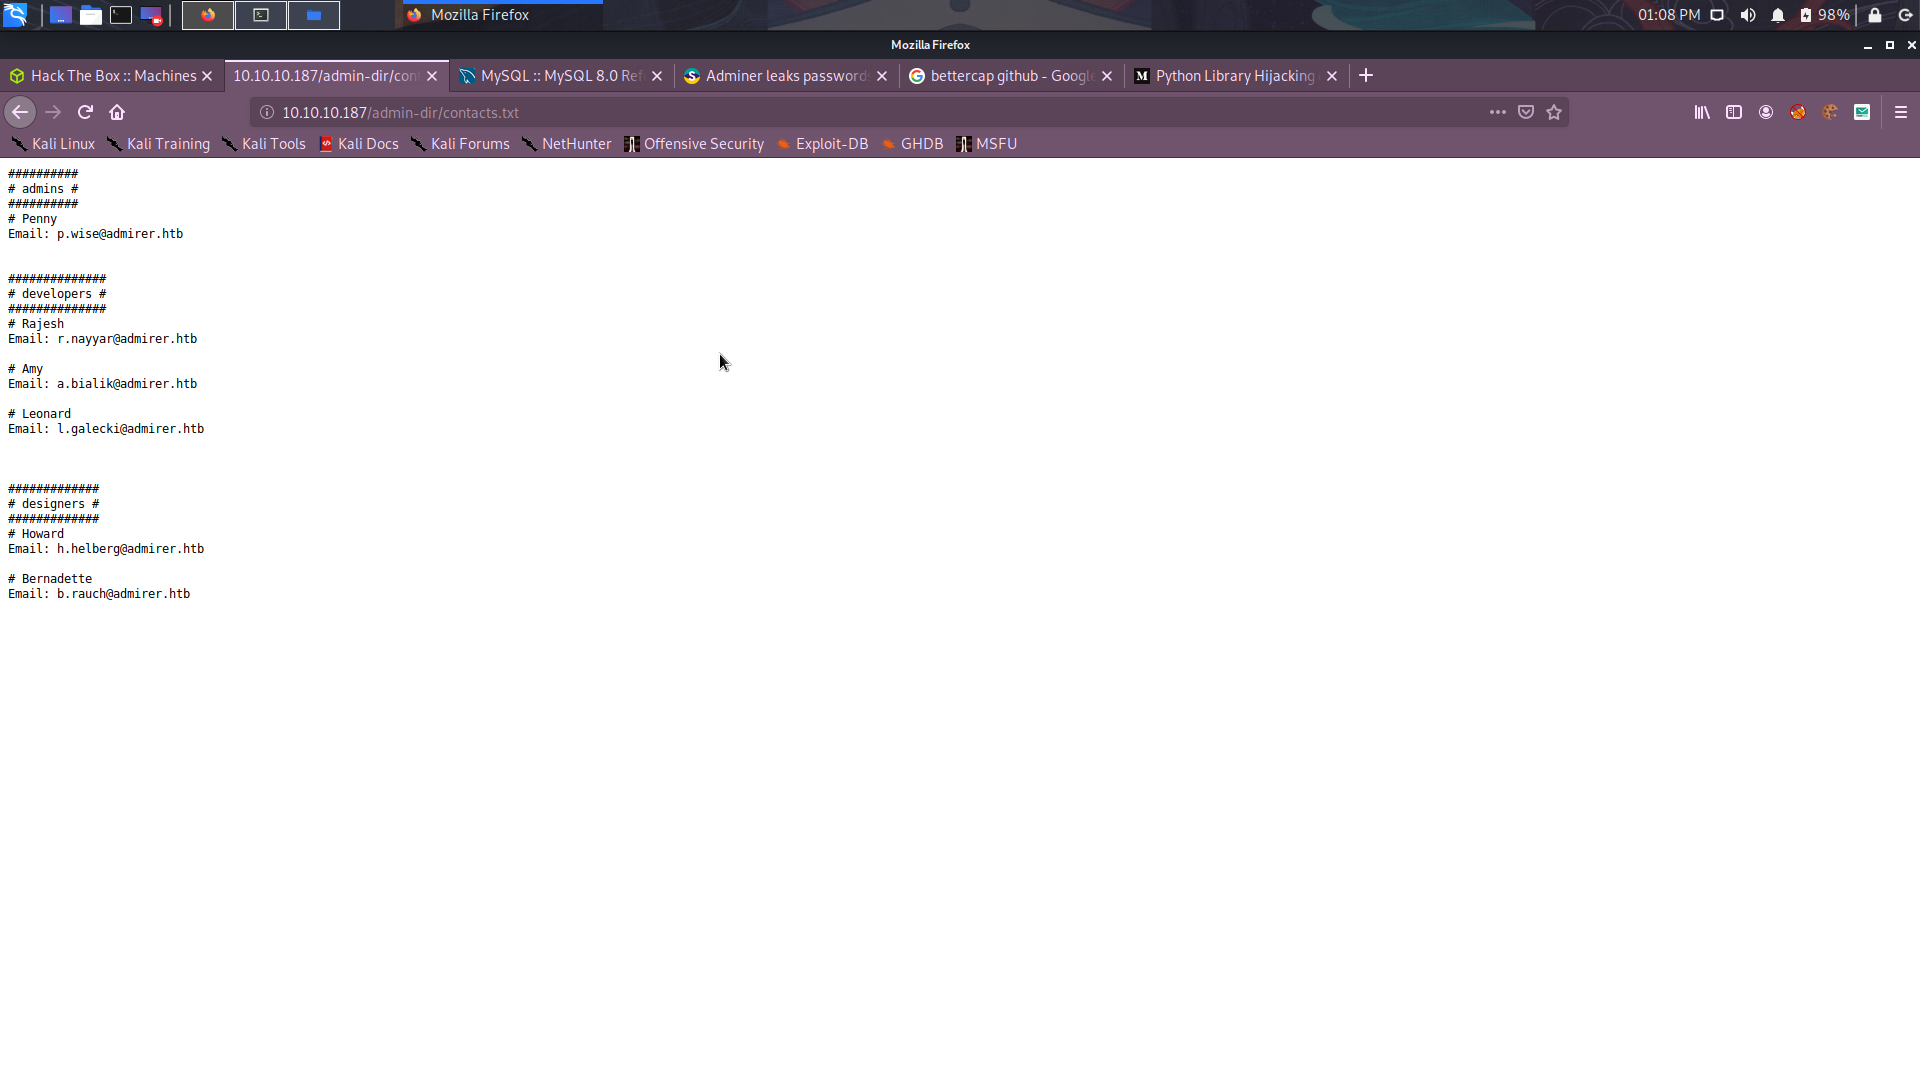 Mozilla Firefox
01:08 PM
98%
Mozilla Firefox
Hack The Box :: Machines
10.10.10.187/admin-dir/con
MySQL :: MySQL 8.0 Ref
Adminer leaks password
bettercap github - Google
Python Library Hijacking
10.10.10.187/admin-dir/contacts.txt
Kali Linux
Kali Training
Kali Tools
Kali Docs
Kali Forums
NetHunter
Offensive Security
Exploit-DB
GHDB
MSFU
##########
# admins #
##########
# Penny
Email: p.wise@admirer.htb
##############
# developers #
##############
# Rajesh
Email: r.nayyar@admirer.htb
# Amy
Email: a.bialik@admirer.htb
# Leonard
Email: l.galecki@admirer.htb
#############
# designers #
#############
# Howard
Email: h.helberg@admirer.htb
# Bernadette
Email: b.rauch@admirer.htb